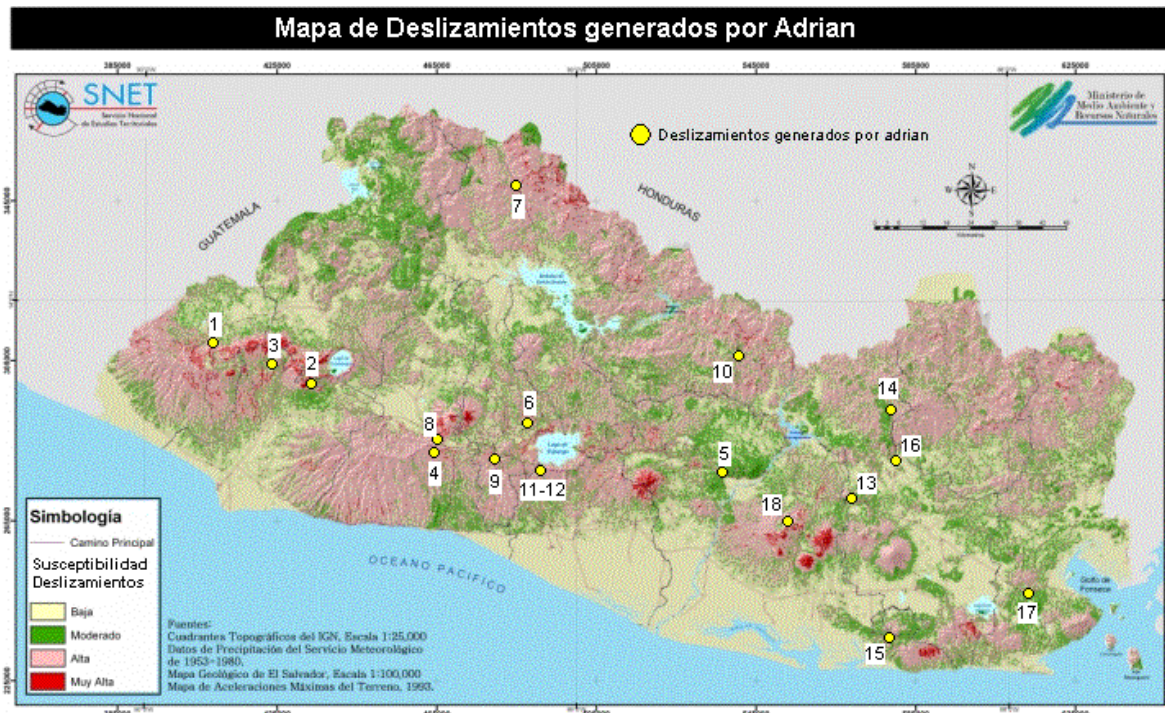 Mapa de Deslizamientos generados por Adrian
385000
425000
465000
505000
545000
585000
625000
SNET
Servicio Nacional
de Estudios Territoriales
Ministerio de
Medio Ambiente y
Recursos Naturales
Deslizamientos generados por adrian
N
W
E
S
345000
GUATEMALA
HONDURAS
7
1
3
2
10
14
6
8
4
9
11-12
5
16
13
18
17
15
Lago de
265000
225000
OCEANO PACIFICO
Golfo de
Fonseca
Simbología
Camino Principal
Susceptibilidad
Deslizamientos
Baja
Moderado
Alta
Muy Alta
Fuentes:
Cuadrantes Topográficos del IGN, Escala 1:25,000
Datos de Precipitación del Servicio Meteorológico
de 1953-1980,
Mapa Geológico de El Salvador, Escala 1:100,000
Mapa de Aceleraciones Máximas del Terreno, 1993.